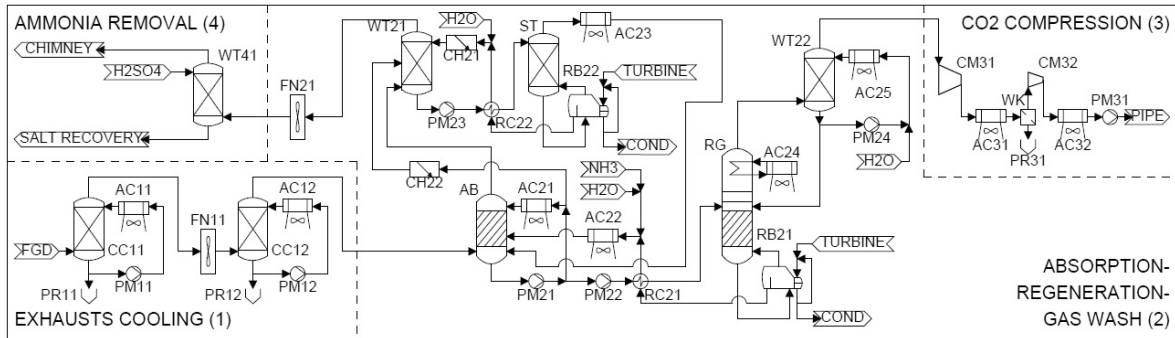 AMMONIA REMOVAL (4)
CHIMNEY
WT41
H2SO4
SALT RECOVERY
FN21
WT21
H2O
CH21
PM23
RC22
ST
AC23
RB22
TURBINE
COND
WT22
AC25
PM24
H2O
CO2 COMPRESSION (3)
CM31
CM32
WK
AC31
AC32
PM31
PIPE
PR31
CH22
AB
AC21
AC22
NH3
H2O
PM21
PM22
RC21
RG
AC24
RB21
TURBINE
COND
AC11
FGD
CC11
PM11
PR11
FN11
AC12
CC12
PM12
PR12
EXHAUSTS COOLING (1)
ABSORPTION-
REGENERATION-
GAS WASH (2)